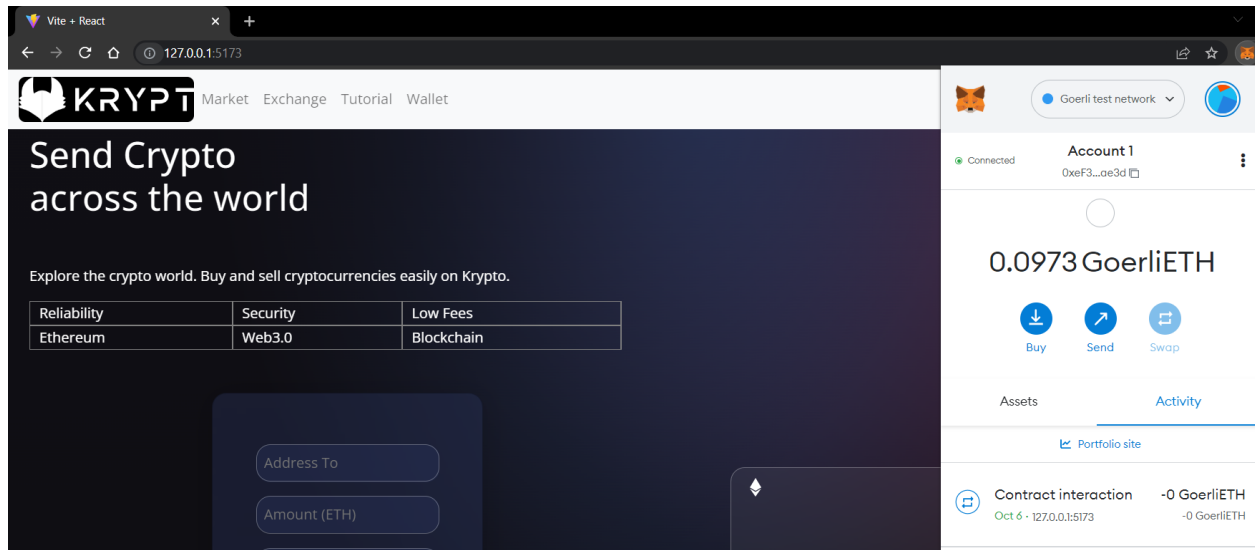 Vite + React
127.0.0.1:5173
KRYPT
Market Exchange Tutorial Wallet
Send Crypto
across the world
Explore the crypto world. Buy and sell cryptocurrencies easily on Krypto.
Reliability Security Low Fees
Ethereum Web3.0 Blockchain
Address To
Amount (ETH)
Goerli test network
Connected
Account 1
0xeF3...ae3d
0.0973 GoerliETH
Buy Send Swap
Assets Activity
Portfolio site
Contract interaction -0 GoerliETH
Oct 6 - 127.0.0.1:5173 -0 GoerliETH